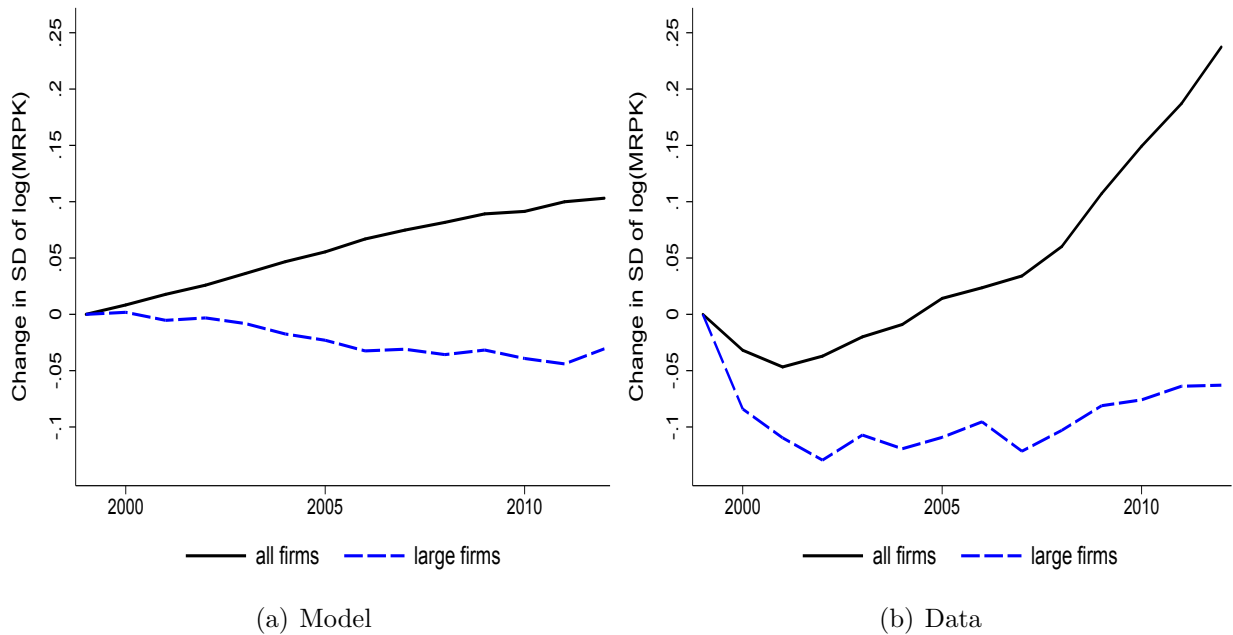 Change in SD of log(MRPK)
.25
.2
.15
.1
.05
0
-.05
-.1
2000 2005 2010
all firms large firms
(a) Model
Change in SD of log(MRPK)
.25
.2
.15
.1
.05
0
-.05
-.1
2000 2005 2010
all firms large firms
(b) Data